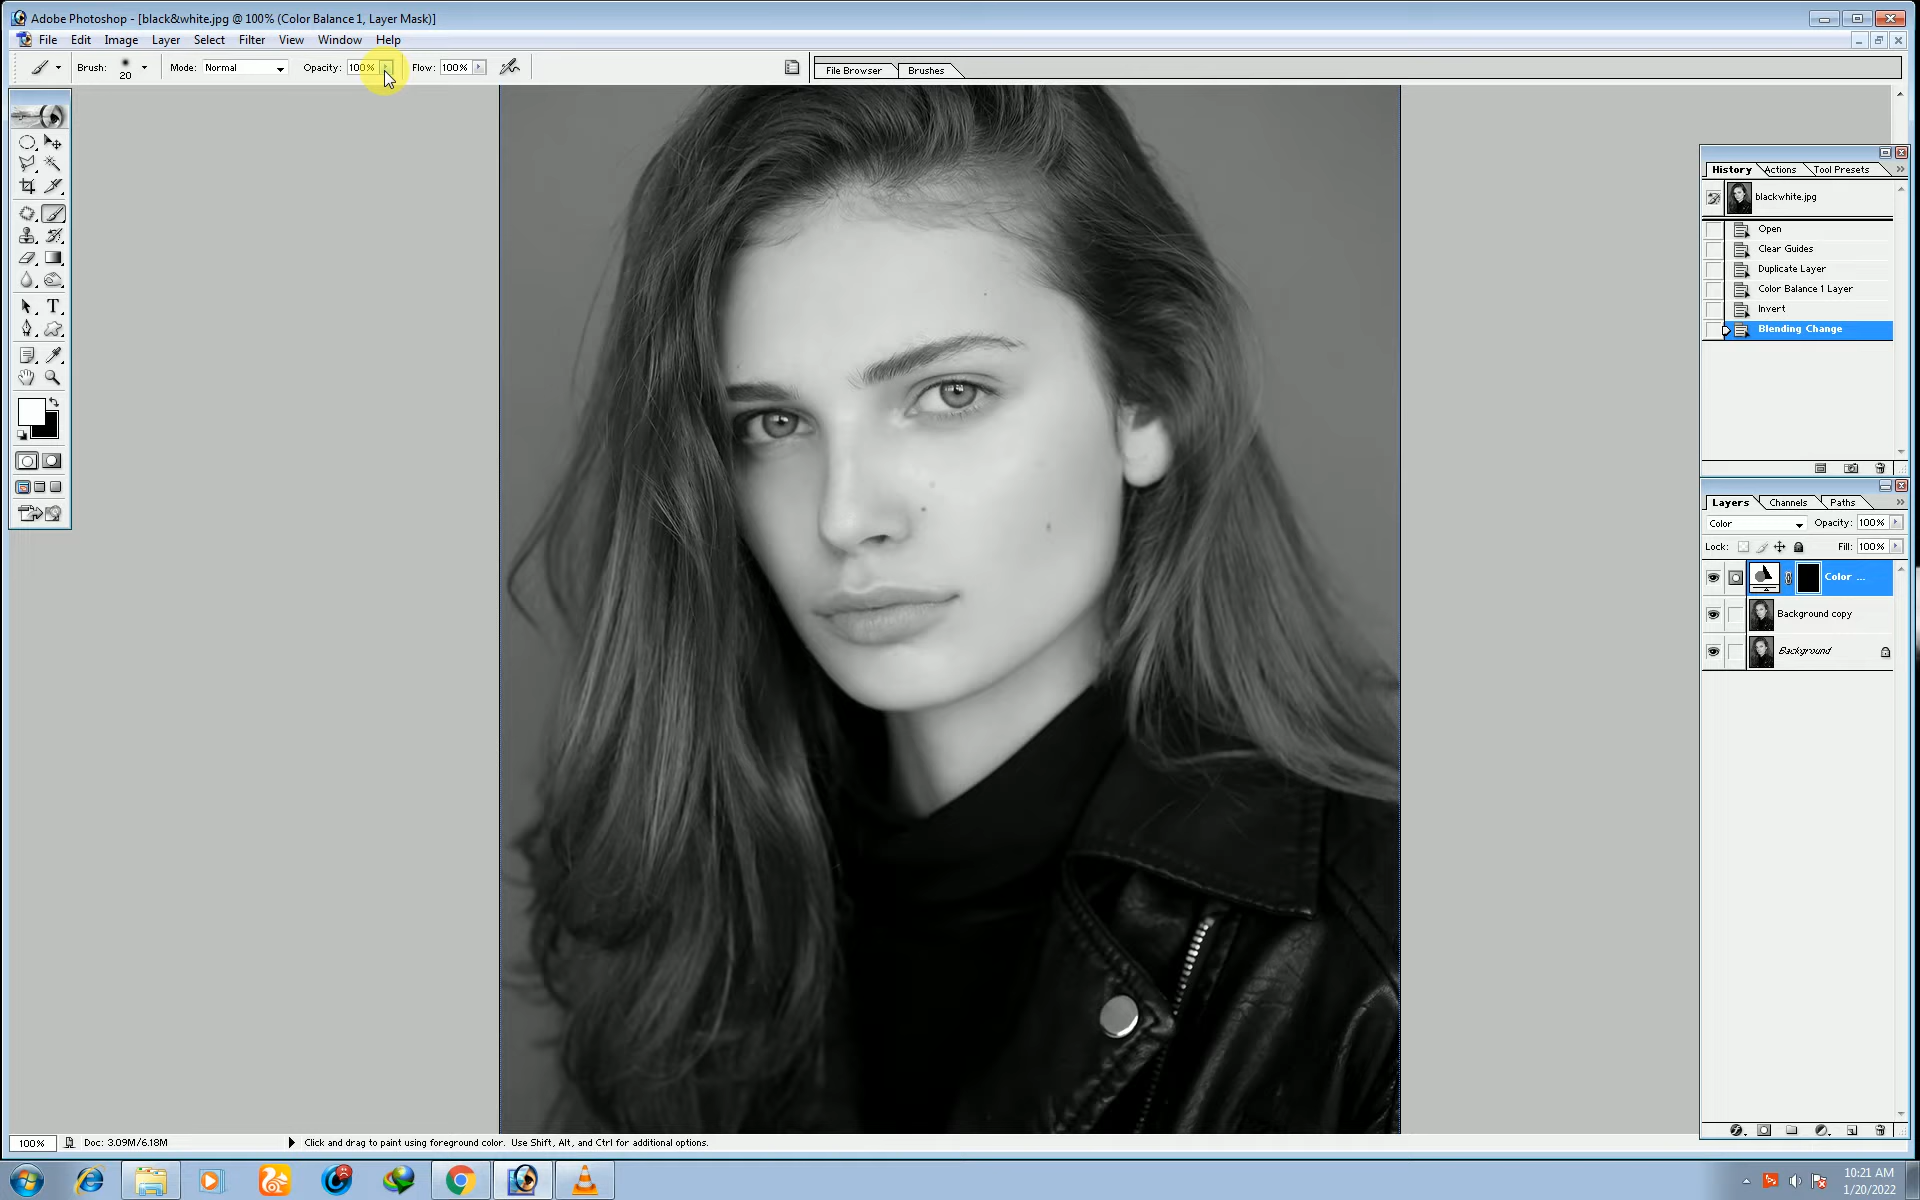 Adobe Photoshop - [black&white.jpg @ 100% (Color Balance 1, Layer Mask)]
File Edit Image Layer Select Filter View Window Help
Brush: 20 Mode: Normal Opacity: 100% Flow: 100% File Browser Brushes
History Actions Tool Presets
blackwhite.jpg
Open
Clear Guides
Duplicate Layer
Color Balance 1 Layer
Invert
Blending Change
Layers Channels Paths
Color Opacity: 100%
Lock: Fill: 100%
Color ...
Background copy
Background
100% Doc: 3.09M/6.18M Click and drag to paint using foreground color. Use Shift, Alt, and Ctrl for additional options.
10:21 AM
1/20/2022